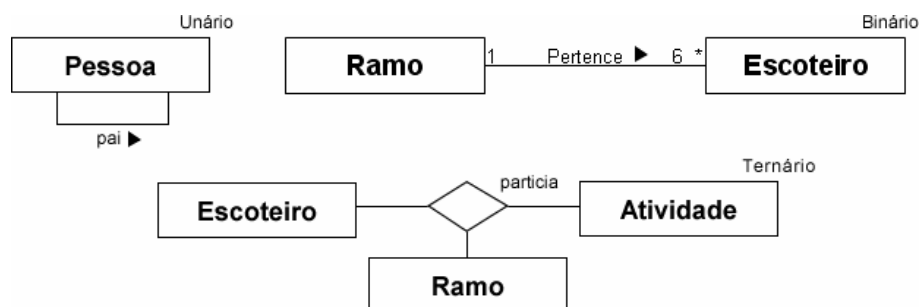 Unário
Pessoa
pai ▶
Binário
Ramo 1 Pertence ▶ 6 * Escoteiro
Ternário
Escoteiro particia Atividade
Ramo